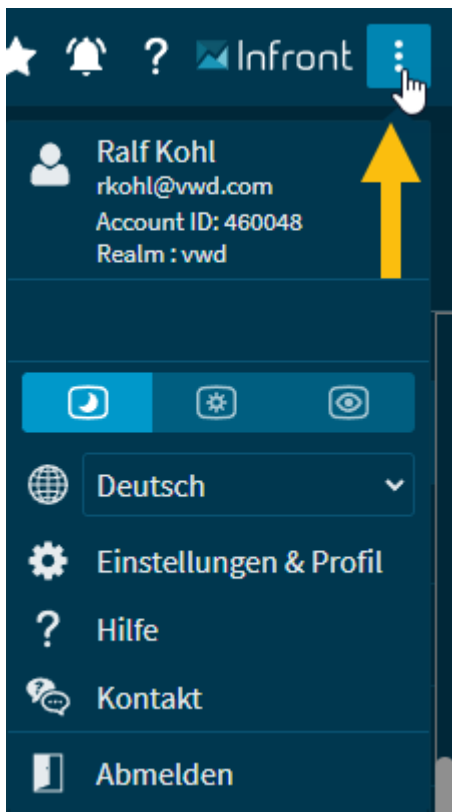 ? Infront
Ralf Kohl
rkohl@vwd.com
Account ID: 460048
Realm : vwd
Deutsch
Einstellungen & Profil
? Hilfe
Kontakt
Abmelden